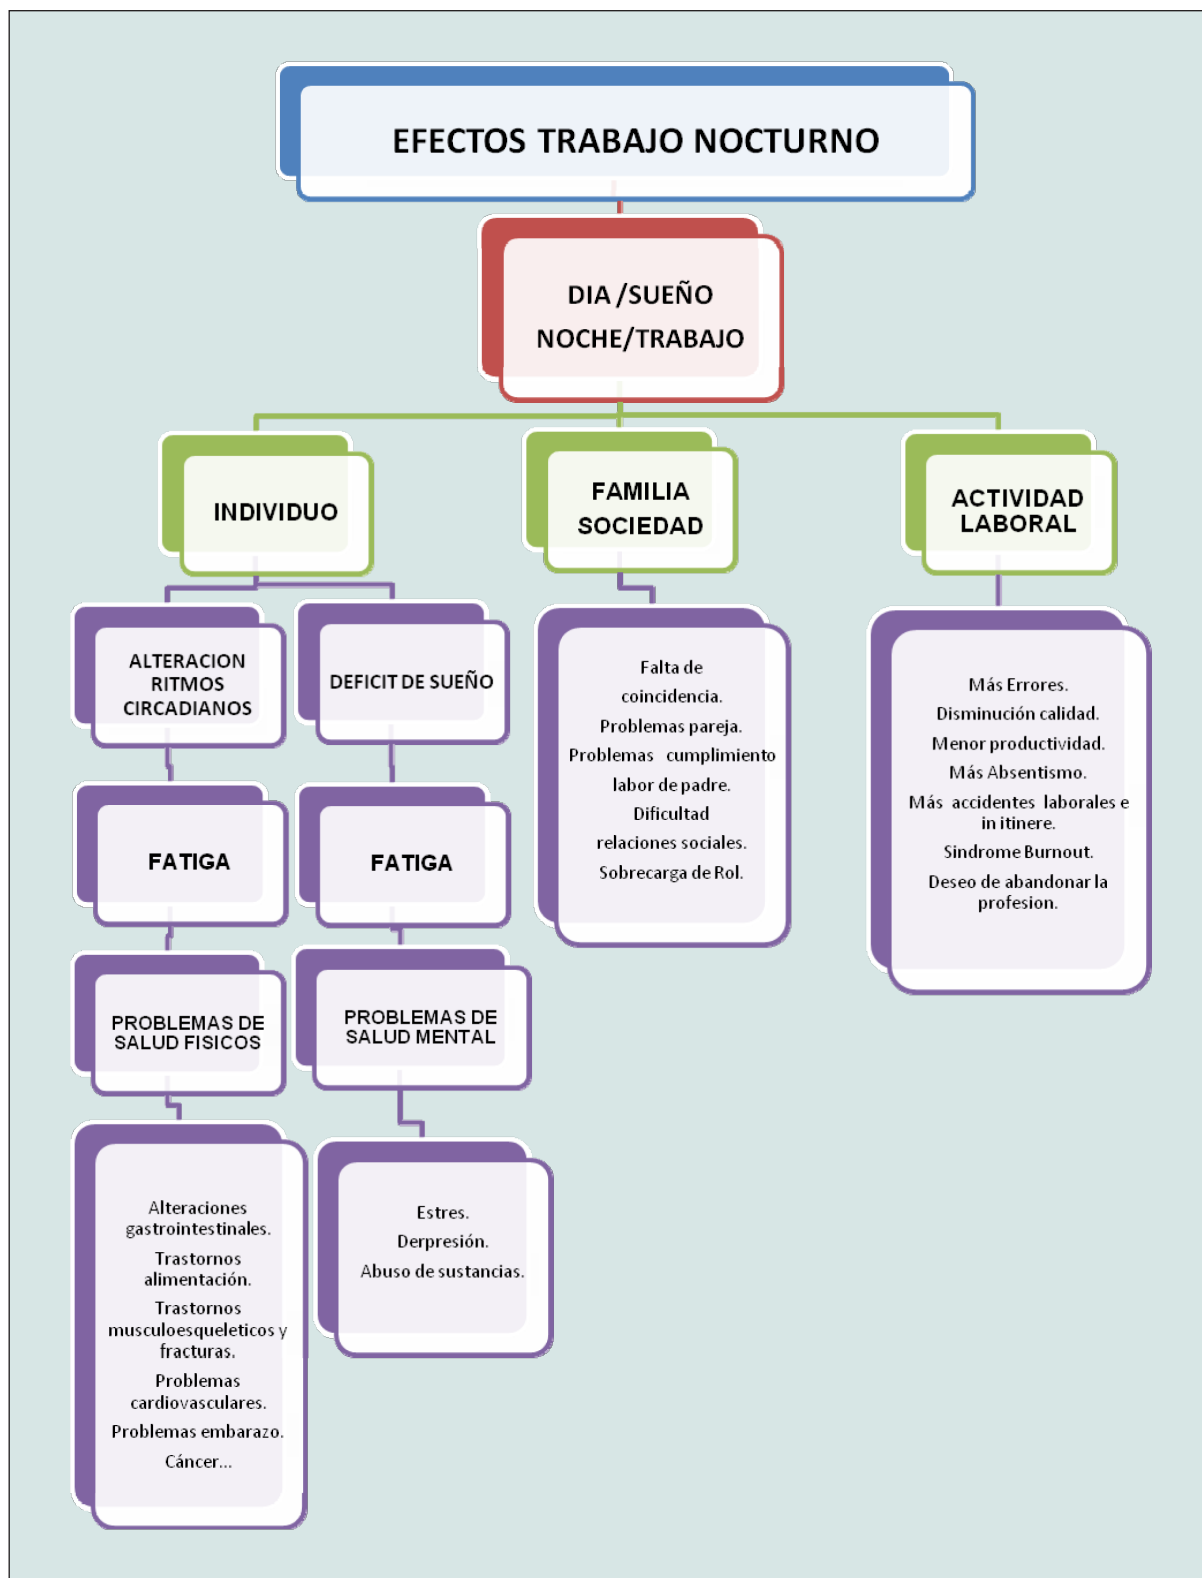 EFECTOS TRABAJO NOCTURNO
DIA /SUEÑO
NOCHE/TRABAJO
INDIVIDUO
FAMILIA
SOCIEDAD
ACTIVIDAD
LABORAL
ALTERACION
RITMOS
CIRCADIANOS
DEFICIT DE SUEÑO
Falta de
coincidencia.
Problemas pareja.
Problemas cumplimiento
labor de padre.
Dificultad
relaciones sociales.
Sobrecarga de Rol.
Más Errores.
Disminución calidad.
Menor productividad.
Más Absentismo.
Más accidentes laborales e
in itinere.
Sindrome Burnout.
Deseo de abandonar la
profesion.
FATIGA
FATIGA
PROBLEMAS DE
SALUD FISICOS
PROBLEMAS DE
SALUD MENTAL
Alteraciones
gastrointestinales.
Trastornos
alimentación.
Trastornos
musculoesqueleticos y
fracturas.
Problemas
cardiovasculares.
Problemas embarazo.
Cáncer...
Estres.
Derpresión.
Abuso de sustancias.